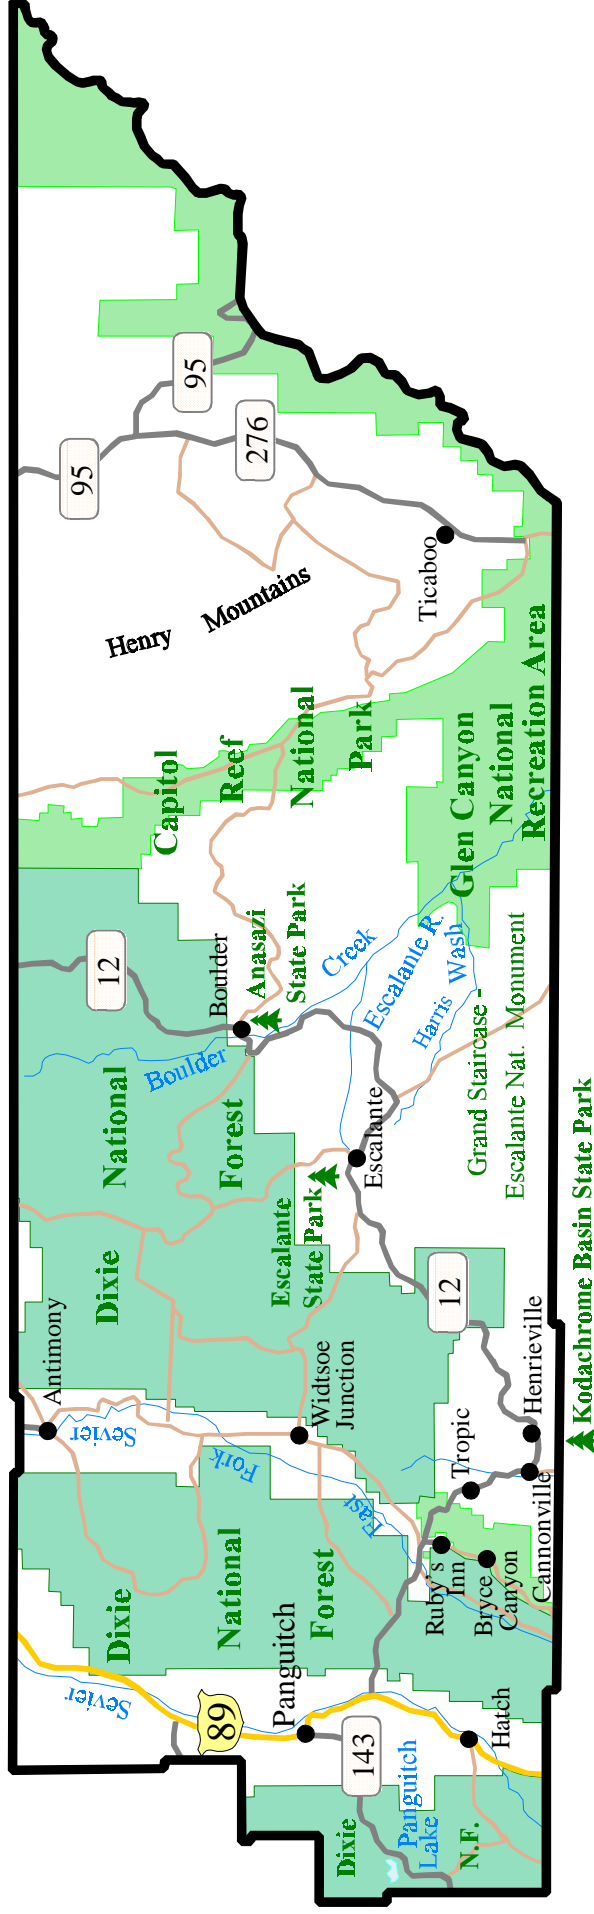 95
95
276
Henry Mountains
Ticaboo
Capitol
Reef
National
Park
Glen Canyon
National
Recreation Area
12
Boulder
Anasazi
State Park
Boulder
Creek
Escalante R.
Harris Wash
Grand Staircase -
Escalante Nat. Monument
Escalante
Escalante
State Park
Dixie
National
Forest
12
Antimony
Sevier
Fork
East
Widtsoe
Junction
Tropic
Henrieville
Cannonville
Kodachrome Basin State Park
Ruby's
Inn
Bryce
Canyon
Dixie
National
Forest
Sevier
89
Panguitch
143
Hatch
Panguitch
Lake
Dixie
N.F.